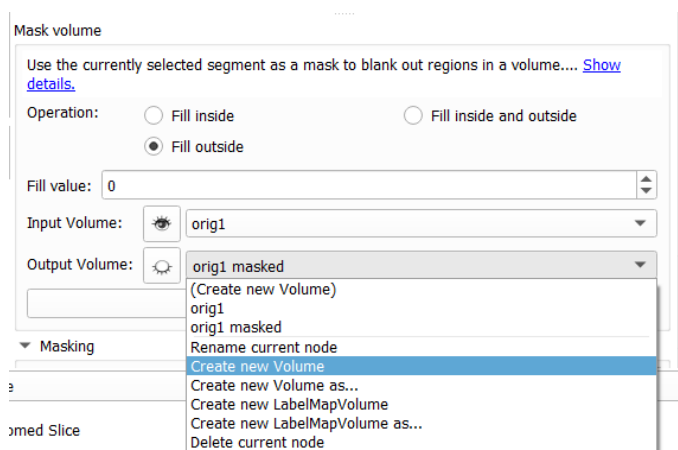 Mask volume
Use the currently selected segment as a mask to blank out regions in a volume.... Show
details.
Operation:
Fill inside
Fill inside and outside
Fill outside
Fill value: 0
Input Volume: orig1
Output Volume: orig1 masked
(Create new Volume)
orig1
orig1 masked
Masking
Rename current node
Create new Volume
Create new Volume as...
Create new LabelMapVolume
Create new LabelMapVolume as...
omed Slice
Delete current node